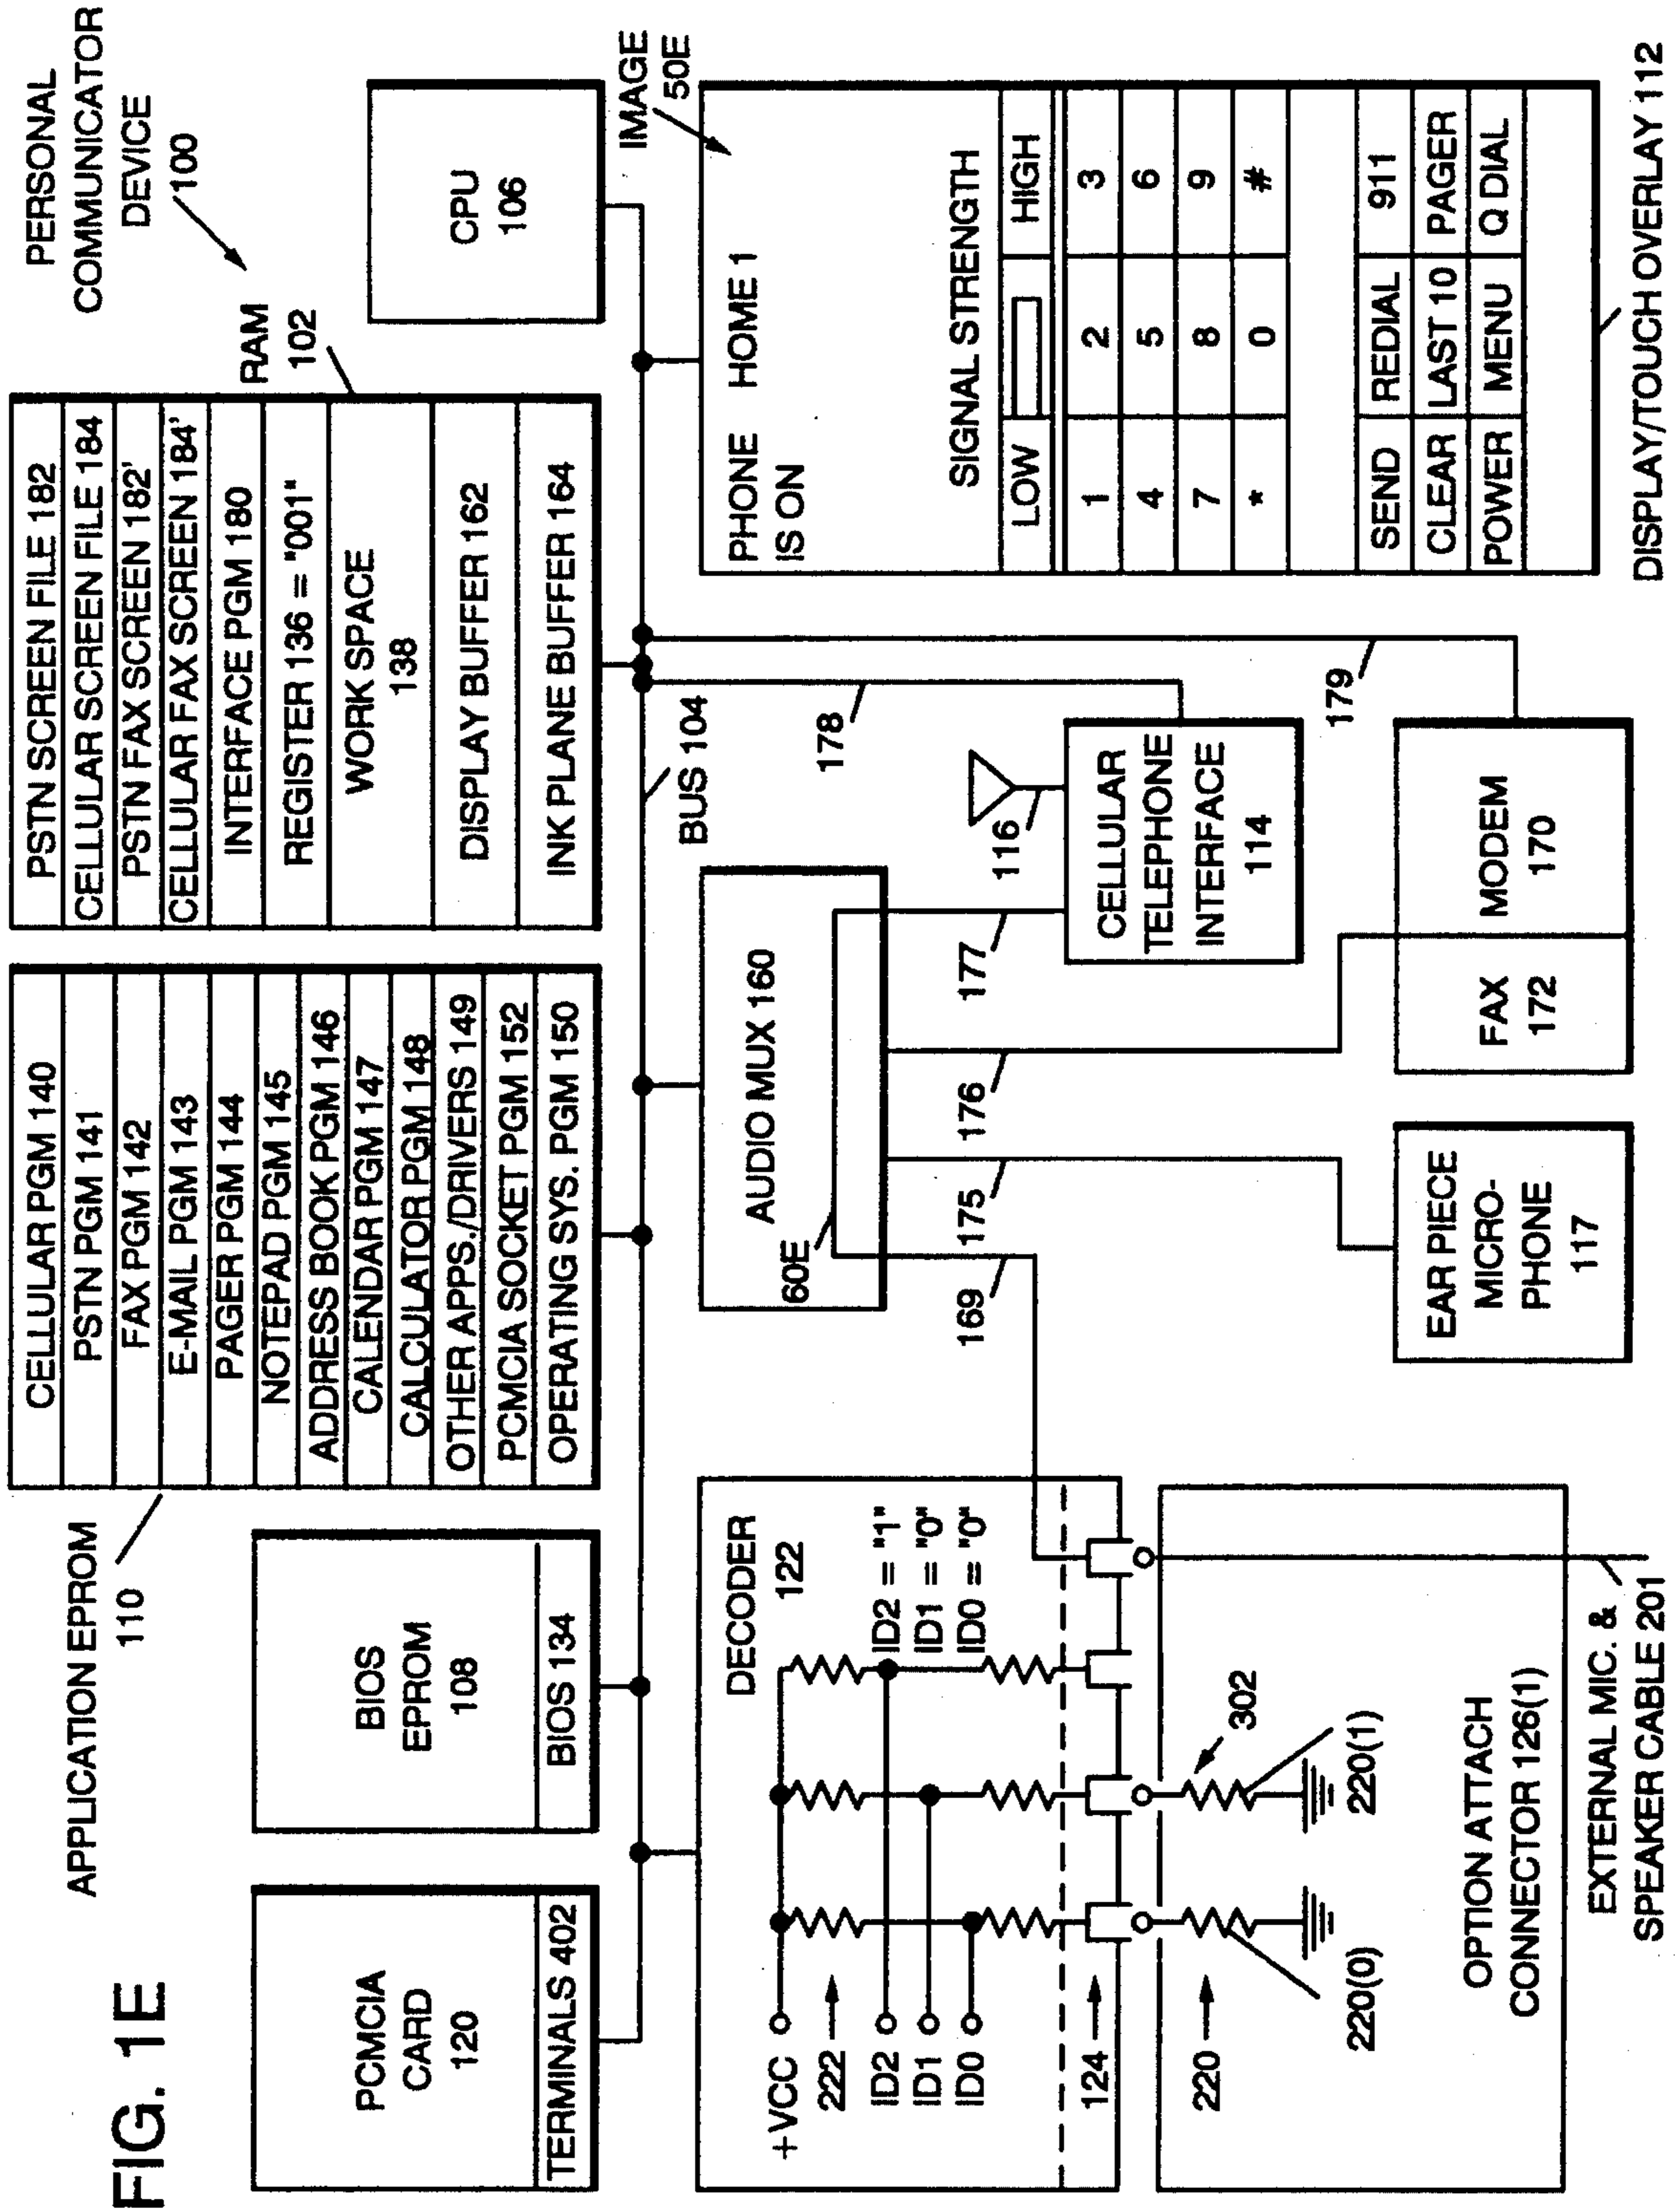 FIG. 1E
PERSONAL
COMMUNICATOR
DEVICE
100
PCMCIA
CARD
120
TERMINALS 402
BIOS
EPROM
108
BIOS 134
APPLICATION EPROM
110
CELLULAR PGM 140
PSTN PGM 141
FAX PGM 142
E-MAIL PGM 143
PAGER PGM 144
NOTEPAD PGM 145
ADDRESS BOOK PGM 146
CALENDAR PGM 147
CALCULATOR PGM 148
OTHER APPS./DRIVERS 149
PCMCIA SOCKET PGM 152
OPERATING SYS. PGM 150
RAM
102
PSTN SCREEN FILE 182
CELLULAR SCREEN FILE 184
PSTN FAX SCREEN 182'
CELLULAR FAX SCREEN 184'
INTERFACE PGM 180
REGISTER 136 = "001"
WORK SPACE
138
DISPLAY BUFFER 162
INK PLANE BUFFER 164
CPU
106
BUS 104
DECODER
122
+VCC
222
ID2
ID1
ID0
ID2 = "1"
ID1 = "0"
ID0 = "0"
124
220
302
220(0)
220(1)
OPTION ATTACH
CONNECTOR 126(1)
EXTERNAL MIC. &
SPEAKER CABLE 201
AUDIO MUX 160
60E
169
175
176
177
178
179
116
CELLULAR
TELEPHONE
INTERFACE
114
EAR PIECE
MICRO-
PHONE
117
FAX
172
MODEM
170
IMAGE
50E
PHONE HOME 1
IS ON
SIGNAL STRENGTH
LOW HIGH
1 2 3
4 5 6
7 8 9
* 0 #
SEND REDIAL 911
CLEAR LAST 10 PAGER
POWER MENU Q DIAL
DISPLAY/TOUCH OVERLAY 112